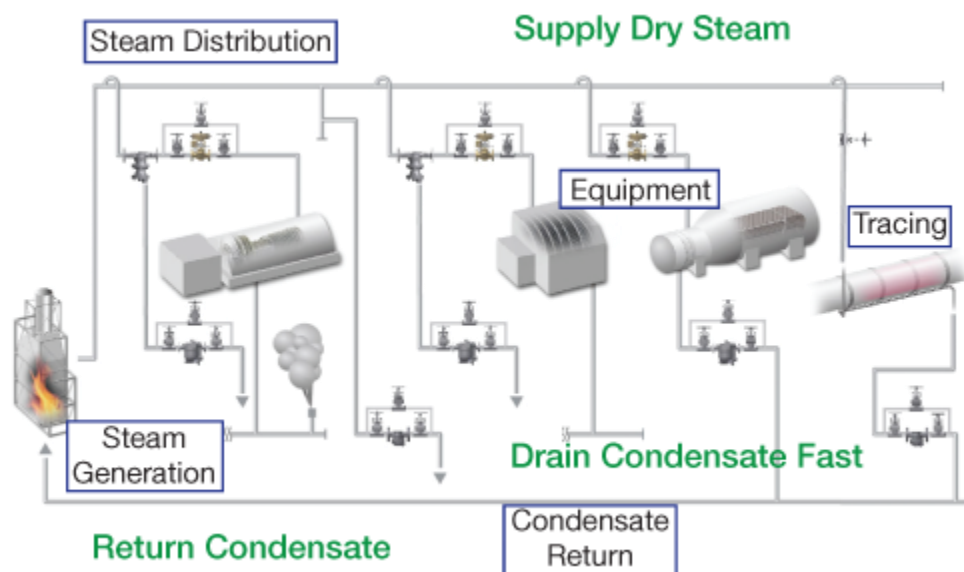 Steam Distribution
Supply Dry Steam
Equipment
Tracing
Steam
Generation
Drain Condensate Fast
Return Condensate
Condensate
Return